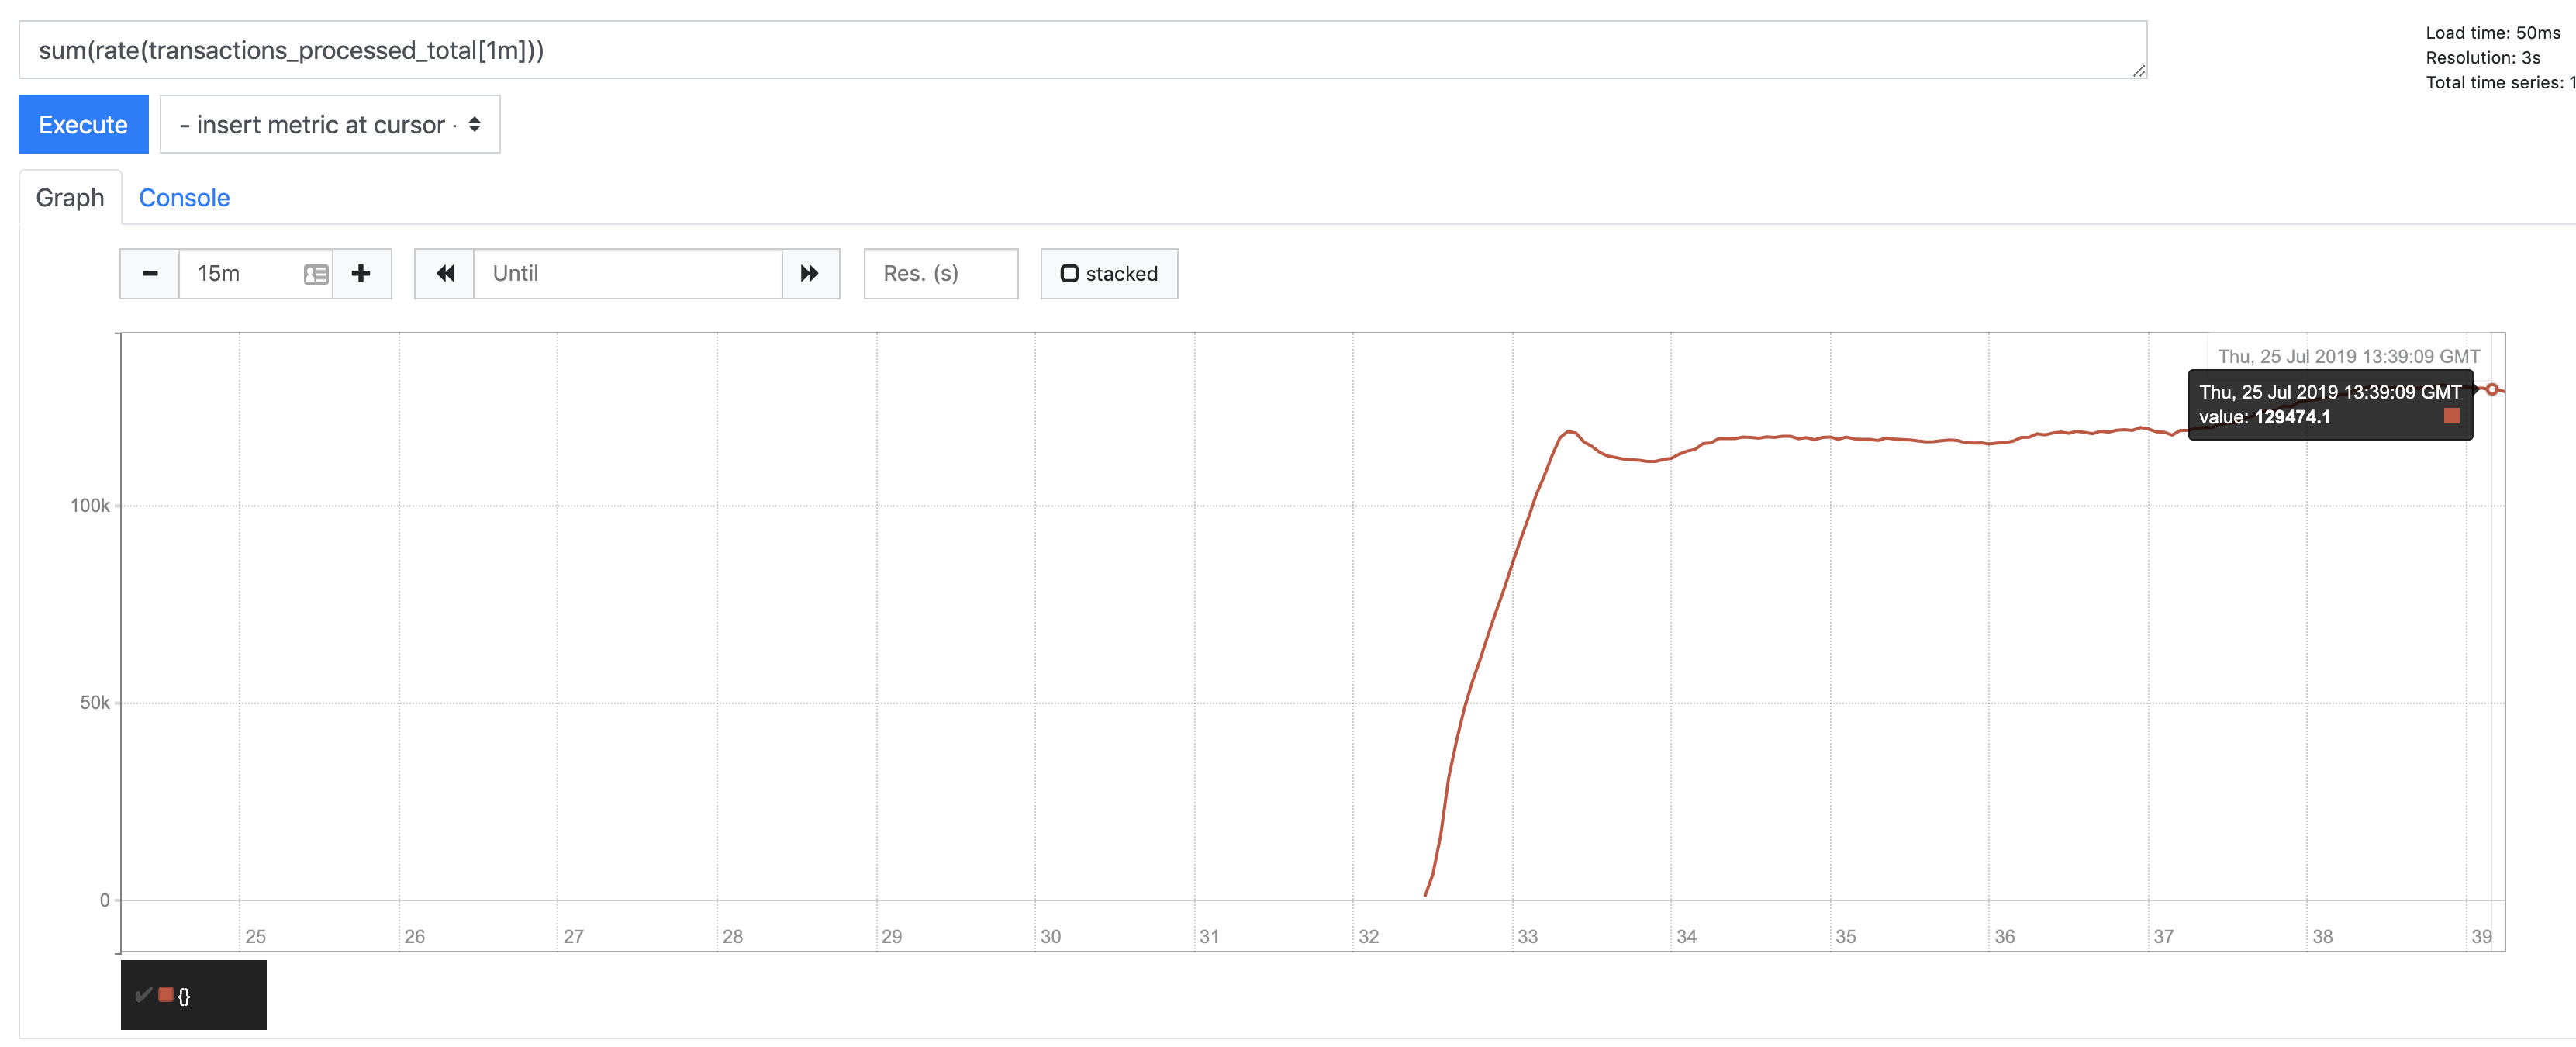 sum(rate(transactions_processed_total[1m]))
Load time: 50ms
Resolution: 3s
Total time series: 1
Execute
- insert metric at cursor -
Graph
Console
15m
Until
Res. (s)
stacked
Thu, 25 Jul 2019 13:39:09 GMT
Thu, 25 Jul 2019 13:39:09 GMT
value: 129474.1
100k
50k
0
25 26 27 28 29 30 31 32 33 34 35 36 37 38 39
{}